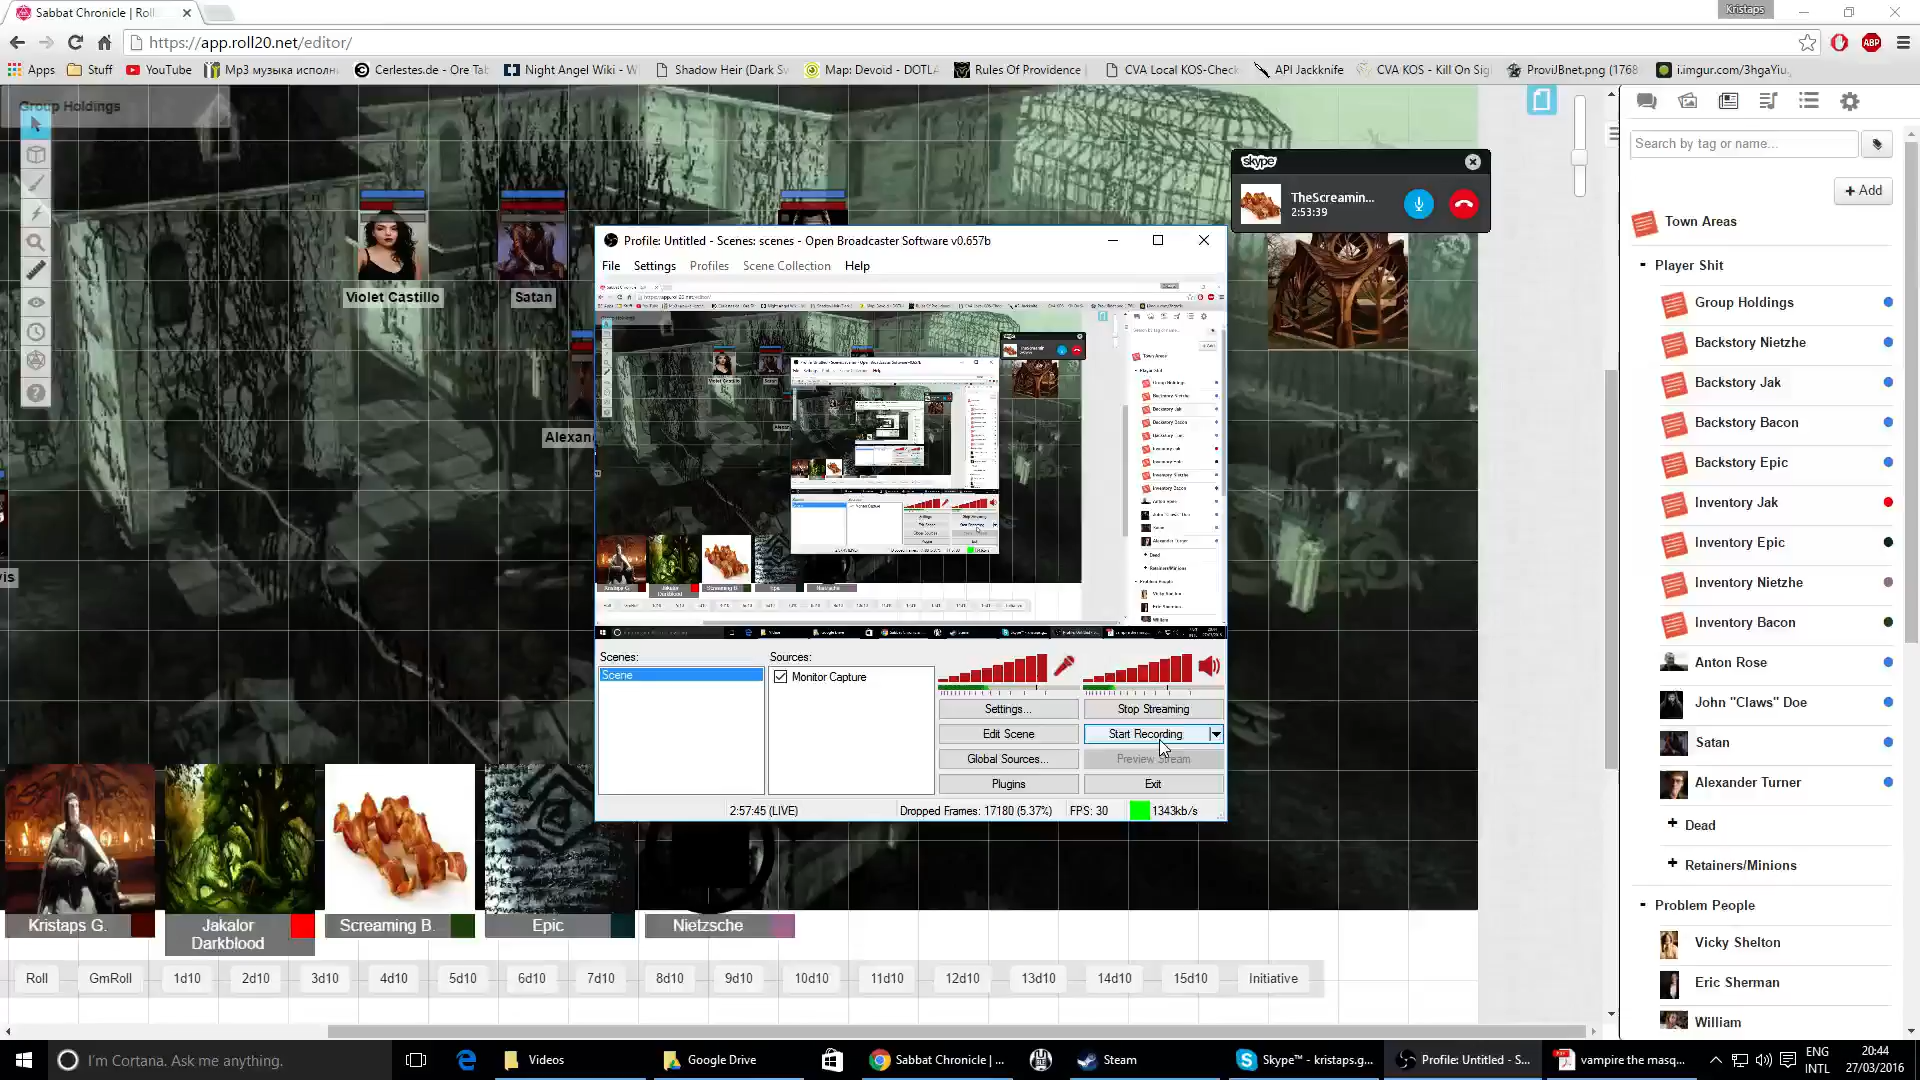 Sabbat Chronicle | Roll
Kristaps
https://app.roll20.net/editor/
Apps
Stuff
YouTube
Mp3 музыка исполн
Cerlestes.de - Ore Tab
Night Angel Wiki - W
Shadow Heir (Dark Sw
Map: Devoid - DOTLA
Rules Of Providence
CVA Local KOS-Check
API Jackknife
CVA KOS - Kill On Sig
ProviJBnet.png (1768
i.imgur.com/3hgaYiu.
ABP
Group Holdings
Violet Castillo
Satan
Alexan
vis
skype
TheScreamin...
2:53:39
Profile: Untitled - Scenes: scenes - Open Broadcaster Software v0.657b
File
Settings
Profiles
Scene Collection
Help
Scenes:
Scene
Sources:
Monitor Capture
Settings...
Stop Streaming
Edit Scene
Start Recording
Global Sources...
Preview Stream
Plugins
Exit
2:57:45 (LIVE)
Dropped Frames: 17180 (5.37%)
FPS: 30
1343kb/s
Search by tag or name...
+ Add
Town Areas
- Player Shit
Group Holdings
Backstory Nietzhe
Backstory Jak
Backstory Bacon
Backstory Epic
Inventory Jak
Inventory Epic
Inventory Nietzhe
Inventory Bacon
Anton Rose
John "Claws" Doe
Satan
Alexander Turner
+ Dead
+ Retainers/Minions
- Problem People
Vicky Shelton
Eric Sherman
William
Kristaps G.
Jakalor
Darkblood
Screaming B.
Epic
Nietzsche
Roll
GmRoll
1d10
2d10
3d10
4d10
5d10
6d10
7d10
8d10
9d10
10d10
11d10
12d10
13d10
14d10
15d10
Initiative
I'm Cortana. Ask me anything.
Videos
Google Drive
Sabbat Chronicle | ...
Steam
Skype™ - kristaps.g...
Profile: Untitled - S...
vampire the masq...
ENG
INTL
20:44
27/03/2016